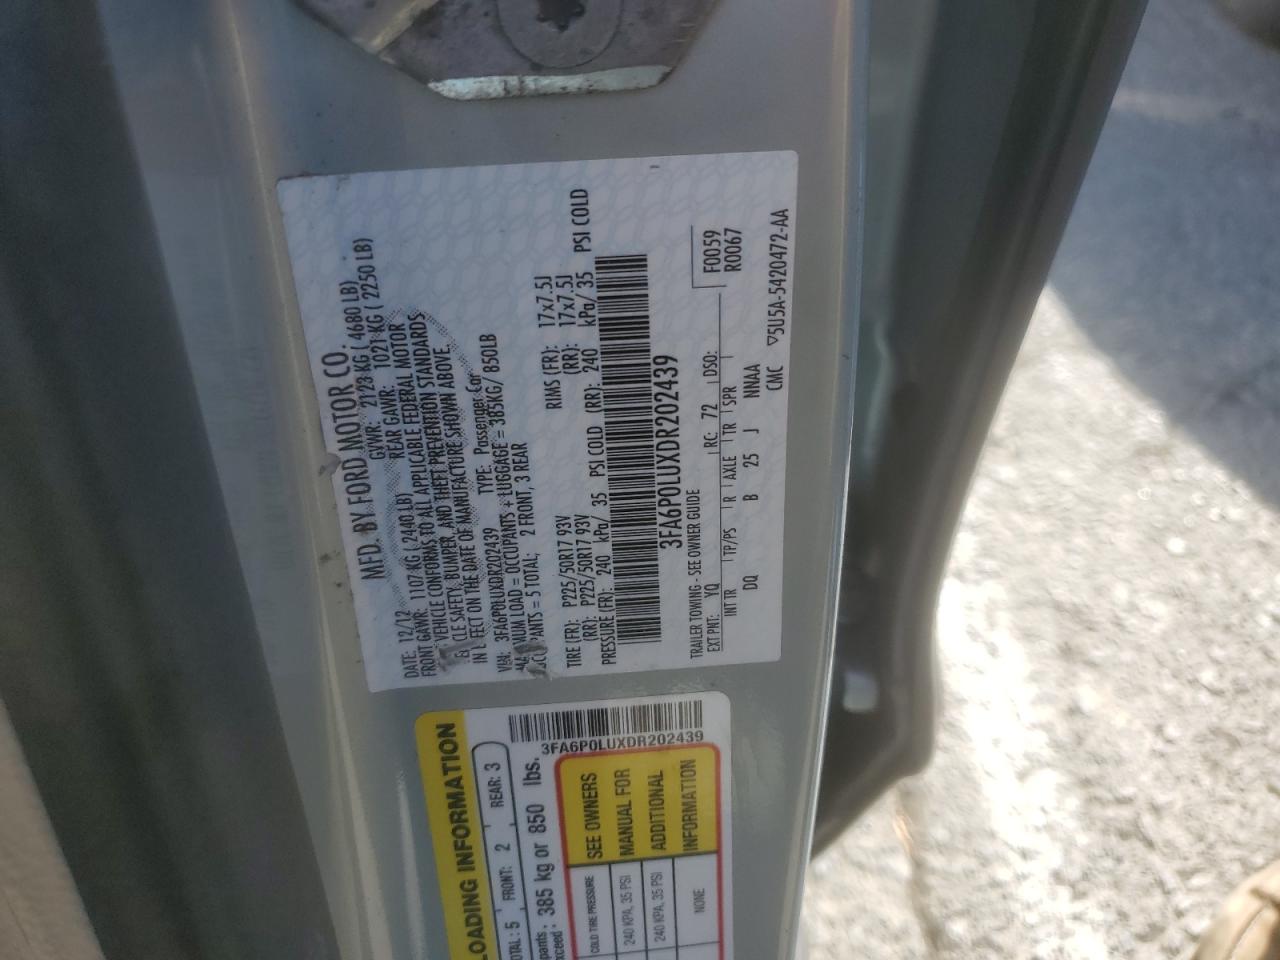 MFD. BY FORD MOTOR CO.
DATE: 12/12 GVWR: 2123 KG ( 4680 LB)
FRONT GAWR: 1107 KG ( 2440 LB) REAR GAWR: 1021 KG ( 2250 LB)
VEHICLE CONFORMS TO ALL APPLICABLE FEDERAL MOTOR
SAFETY, BUMPER, AND THEFT PREVENTION STANDARDS
IN EFFECT ON THE DATE OF MANUFACTURE SHOWN ABOVE.
VIN: 3FA6P0LUXDR202439 TYPE: Passenger Car
LOAD = OCCUPANTS + LUGGAGE = 385KG/ 850LB
= 5 TOTAL; 2 FRONT, 3 REAR
TIRE (FR): P225/50R17 93V RIMS (FR): 17x7.5J
(RR): P225/50R17 93V (RR): 17x7.5J
PRESSURE (FR): 240 kPa/ 35 PSI COLD (RR): 240 kPa/ 35 PSI COLD
3FA6P0LUXDR202439
TRAILER TOWING - SEE OWNER GUIDE
F0059
R0067
EXT PNT: YQ RC: 72 DSO:
INT TR TP/PS R AXLE TR SPR
DQ B 25 J NNAA
CMC ▽5U5A-5420472-AA
LOADING INFORMATION
TOTAL: 5 FRONT: 2 REAR: 3
385 kg or 850 lbs.
3FA6P0LUXDR202439
COLD TIRE PRESSURE
240 KPA, 35 PSI
240 KPA, 35 PSI
NONE
SEE OWNERS
MANUAL FOR
ADDITIONAL
INFORMATION